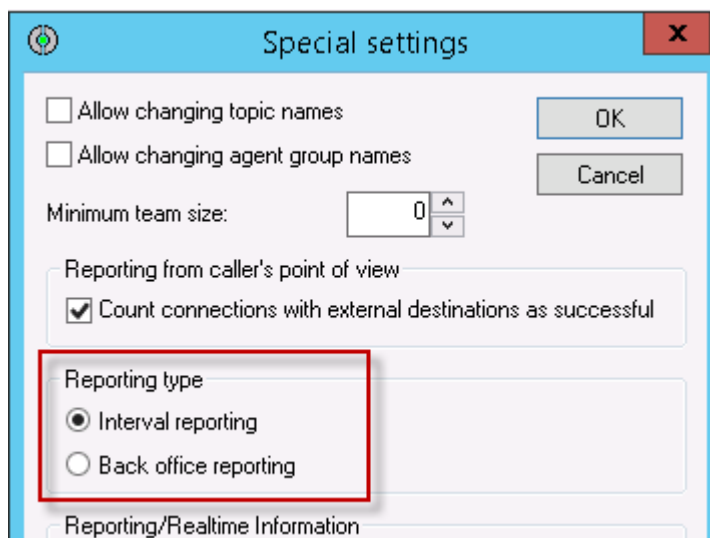 Special settings
x
Allow changing topic names
OK
Allow changing agent group names
Cancel
Minimum team size:
0
Reporting from caller's point of view
Count connections with external destinations as successful
Reporting type
Interval reporting
Back office reporting
Reporting/Realtime Information